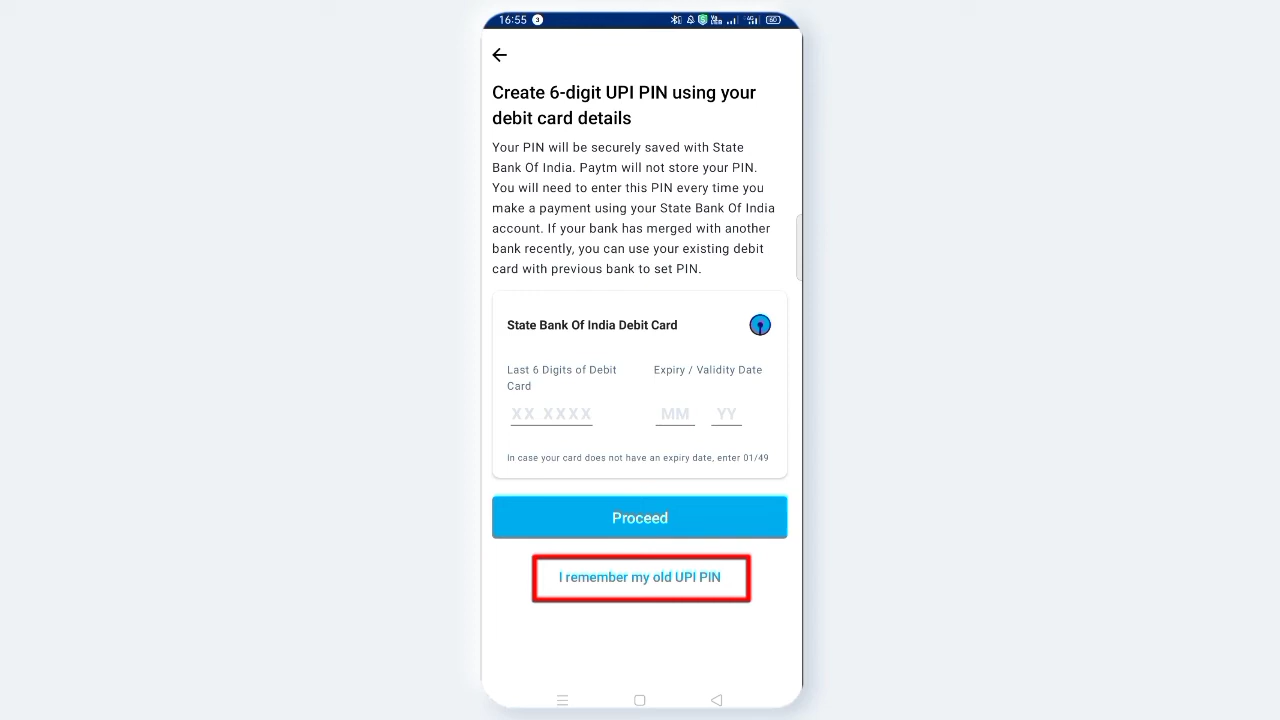 16:55 3
Create 6-digit UPI PIN using your
debit card details
Your PIN will be securely saved with State
Bank Of India. Paytm will not store your PIN.
You will need to enter this PIN every time you
make a payment using your State Bank Of India
account. If your bank has merged with another
bank recently, you can use your existing debit
card with previous bank to set PIN.
State Bank Of India Debit Card
Last 6 Digits of Debit
Card
Expiry / Validity Date
XX XXXX
MM YY
In case your card does not have an expiry date, enter 01/49
Proceed
I remember my old UPI PIN